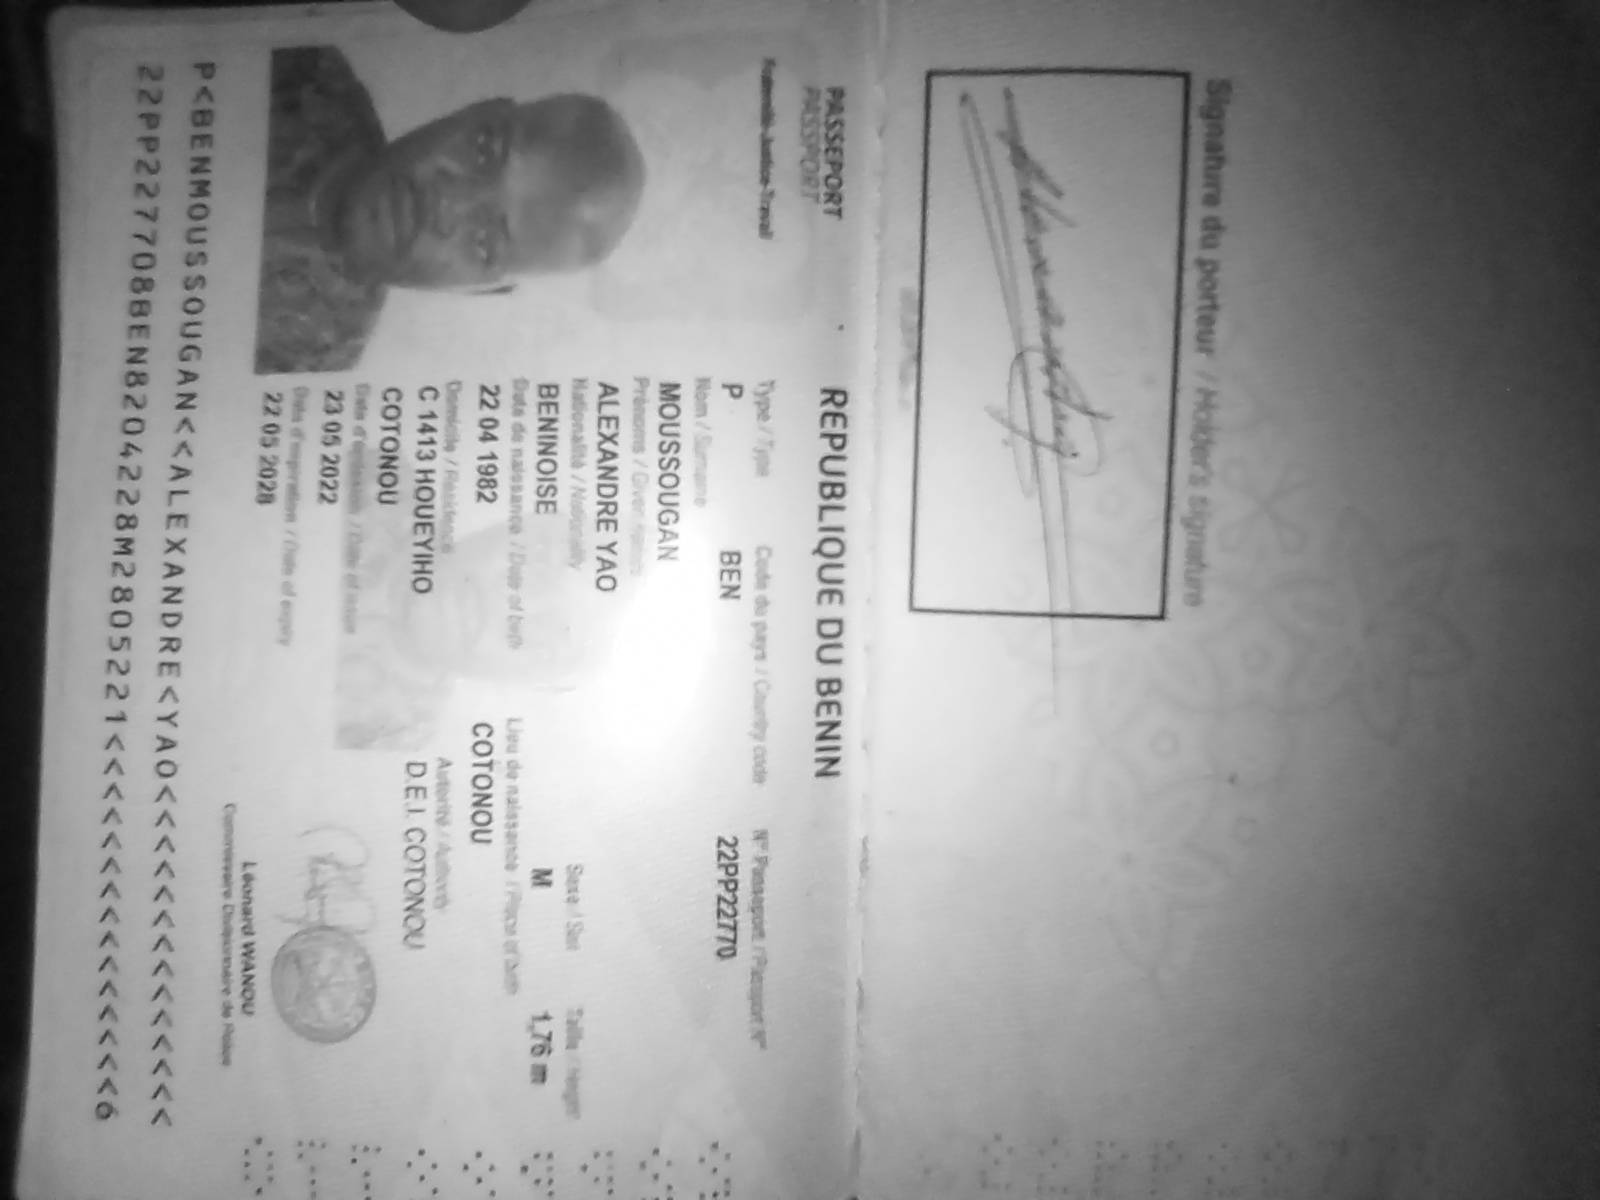 Signature du porteur / Holder's signature
REPUBLIQUE DU BENIN
PASSEPORT
PASSPORT
Fraternité-Justice-Travail
Type / Type
Code du pays / Country code
N° Passeport / Passport N°
P
BEN
22PP22770
Nom / Surname
MOUSSOUGAN
Prénoms / Given names
ALEXANDRE YAO
Nationalité / Nationality
Sexe / Sex
Taille / Height
BENINOISE
M
1,76 m
Date de naissance / Date of birth
Lieu de naissance / Place of birth
22 04 1982
COTONOU
Domicile / Residence
Autorité / Authority
C 1413 HOUEYIHO
D.E.I. COTONOU
COTONOU
Date d'émission / Date of issue
23 05 2022
Date d'expiration / Date of expiry
22 05 2028
Léonard WANOU
Commissaire Divisionnaire de Police
P<BENMOUSSOUGAN<<ALEXANDRE<YAO<<<<<<<<<<<<<<
22PP227708BEN8204228M2805221<<<<<<<<<<<<<<<6